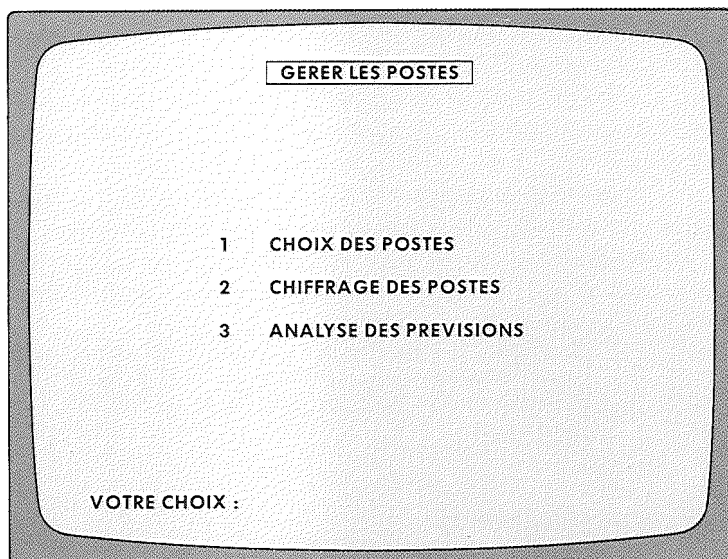 GERER LES POSTES
1 CHOIX DES POSTES
2 CHIFFRAGE DES POSTES
3 ANALYSE DES PREVISIONS
VOTRE CHOIX :